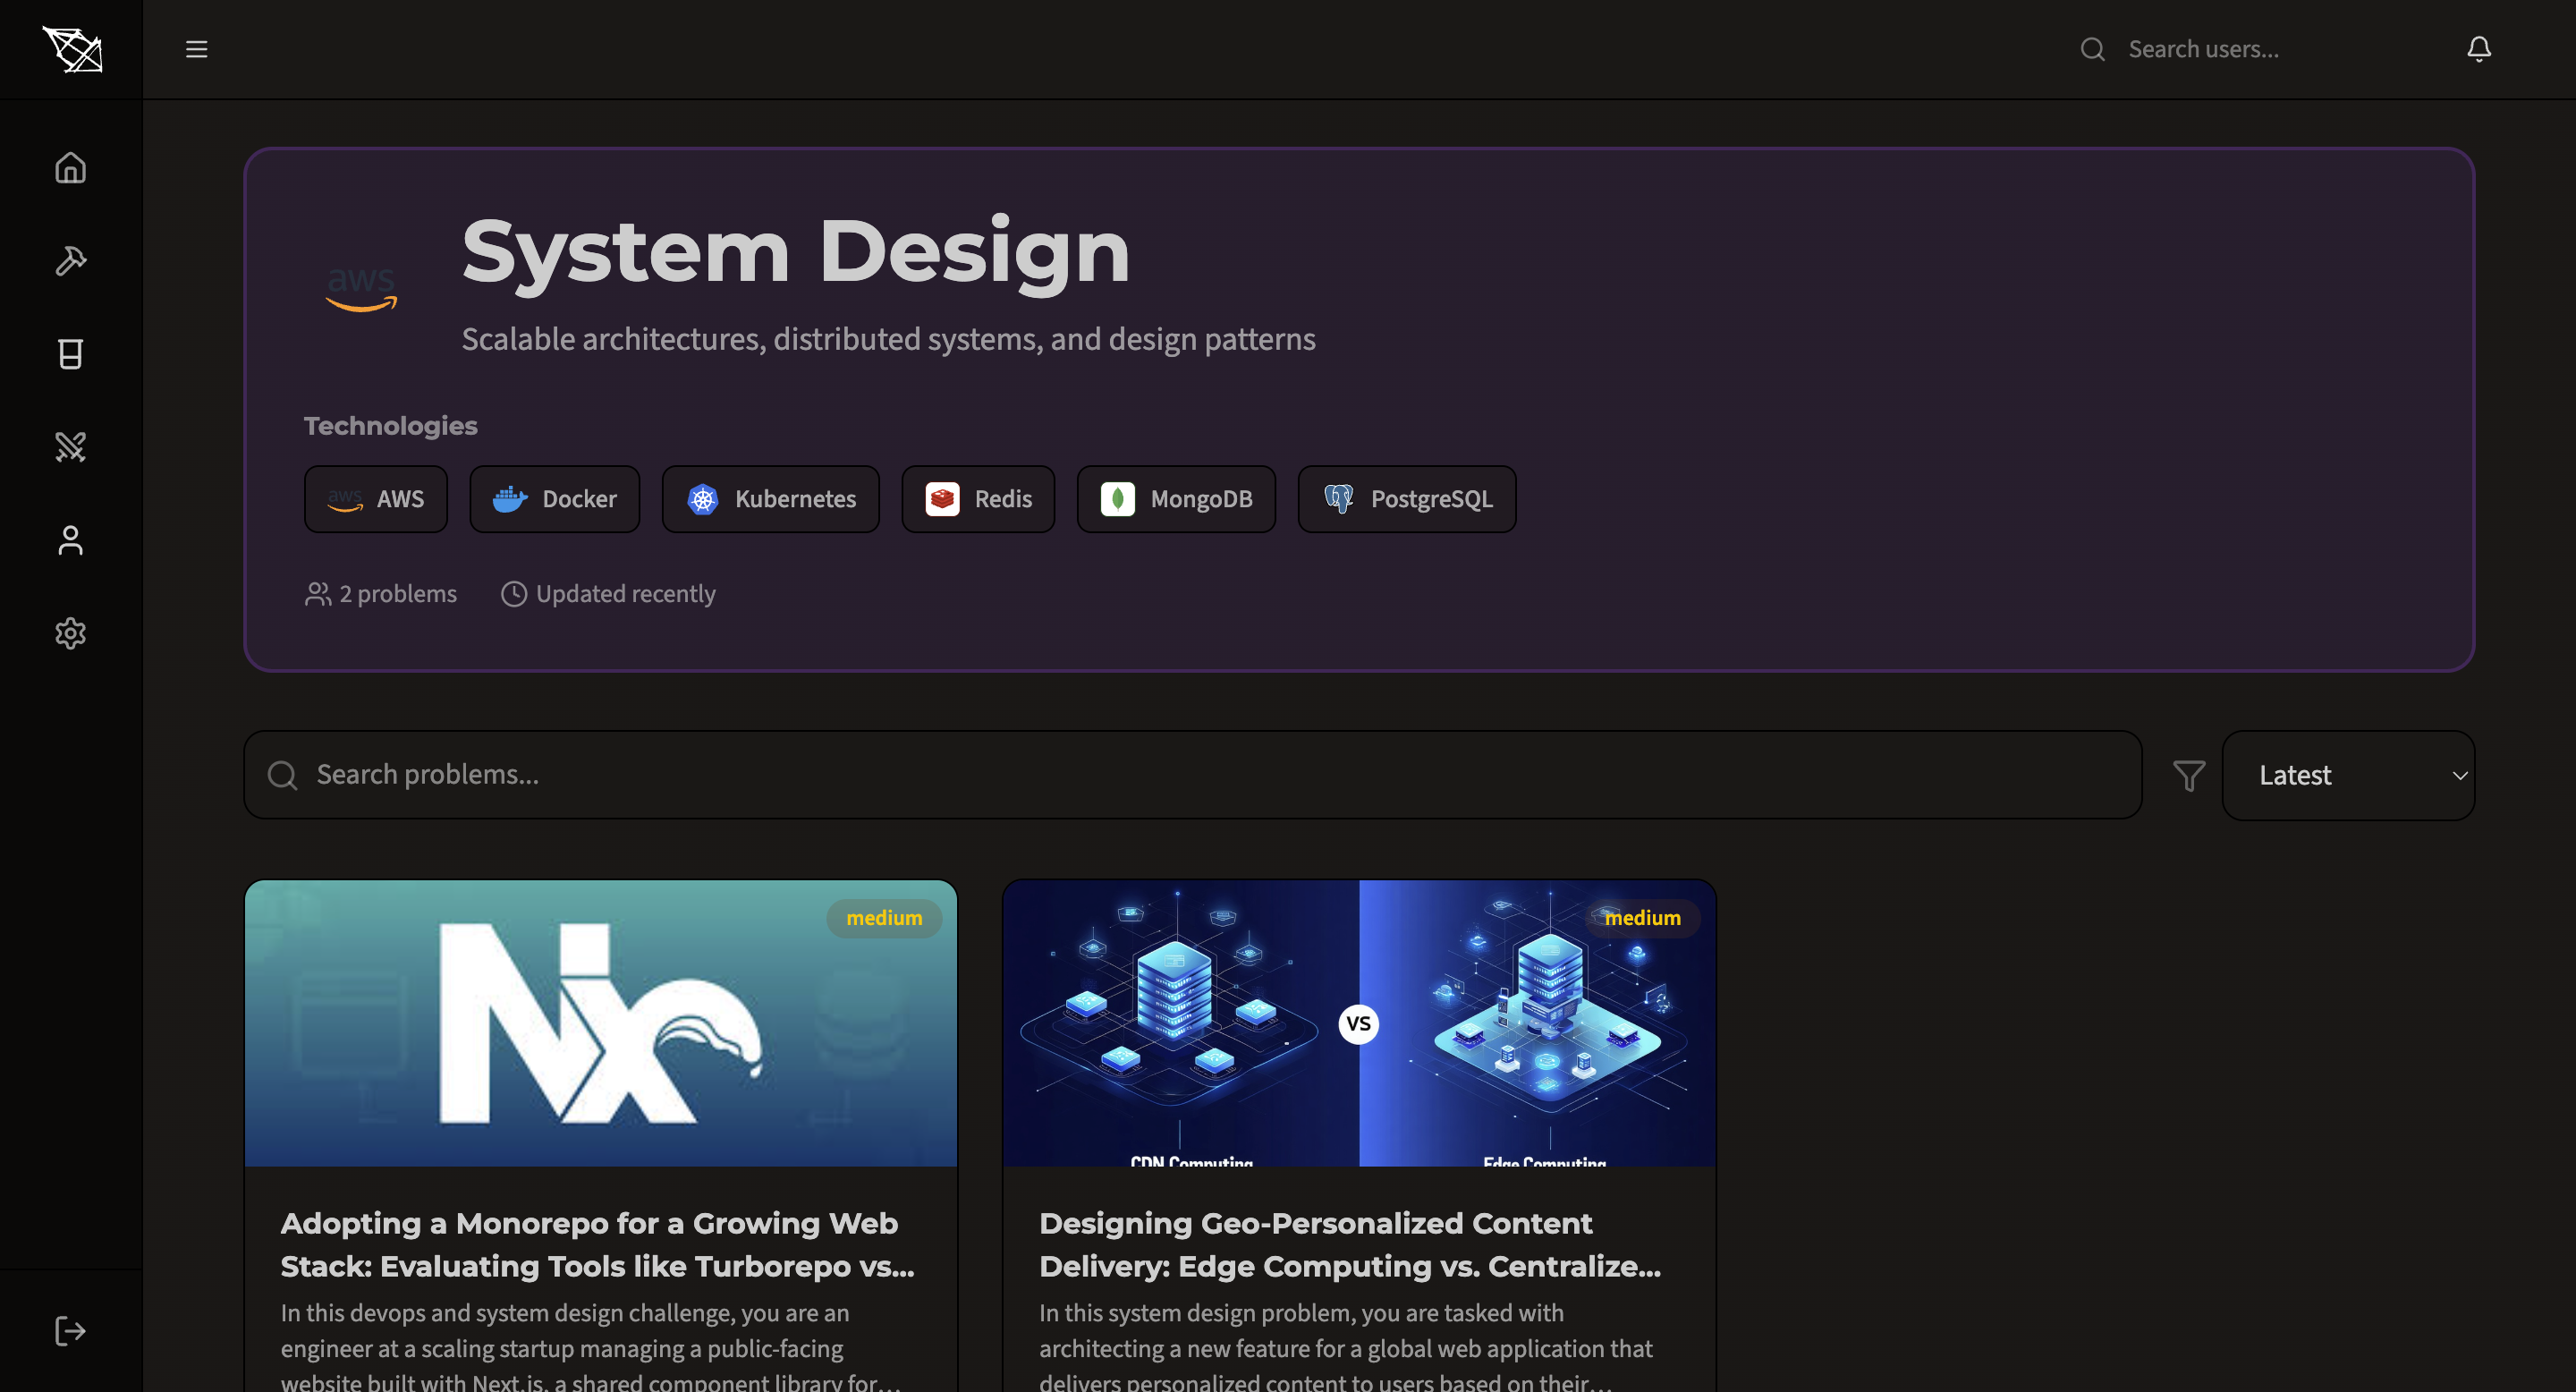 Search users...
aws
System Design
Scalable architectures, distributed systems, and design patterns
Technologies
aws AWS
Docker
Kubernetes
Redis
MongoDB
PostgreSQL
2 problems
Updated recently
Search problems...
Latest
medium
Nx
medium
VS
CDN Computing
Edge Computing
Adopting a Monorepo for a Growing Web
Stack: Evaluating Tools like Turborepo vs...
In this devops and system design challenge, you are an
engineer at a scaling startup managing a public-facing
website built with Next.js, a shared component library for...
Designing Geo-Personalized Content
Delivery: Edge Computing vs. Centralize...
In this system design problem, you are tasked with
architecting a new feature for a global web application that
delivers personalized content to users based on their...